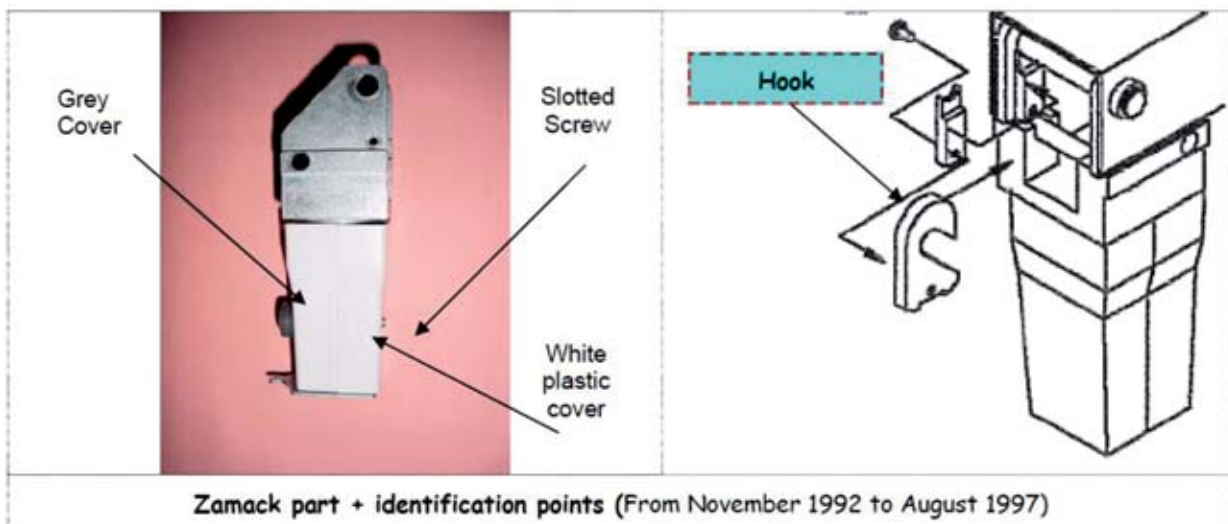 Grey
Cover
Slotted
Screw
White
plastic
cover
Hook
Zamack part + identification points (From November 1992 to August 1997)